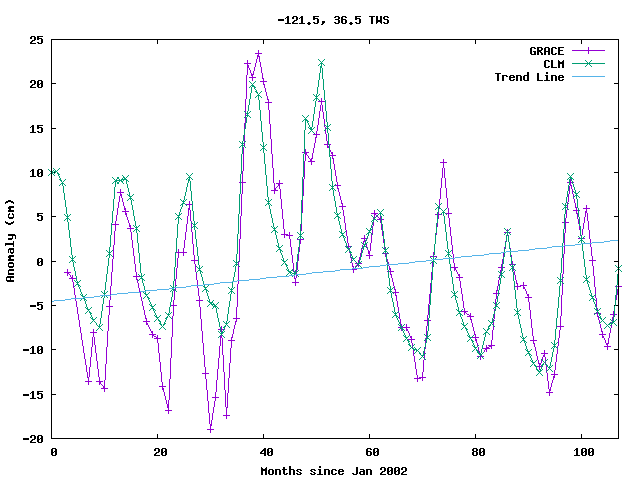 -121.5, 36.5 TWS
GRACE
CLM
Trend Line
Anomaly (cm)
25
20
15
10
5
0
-5
-10
-15
-20
0 20 40 60 80 100
Months since Jan 2002